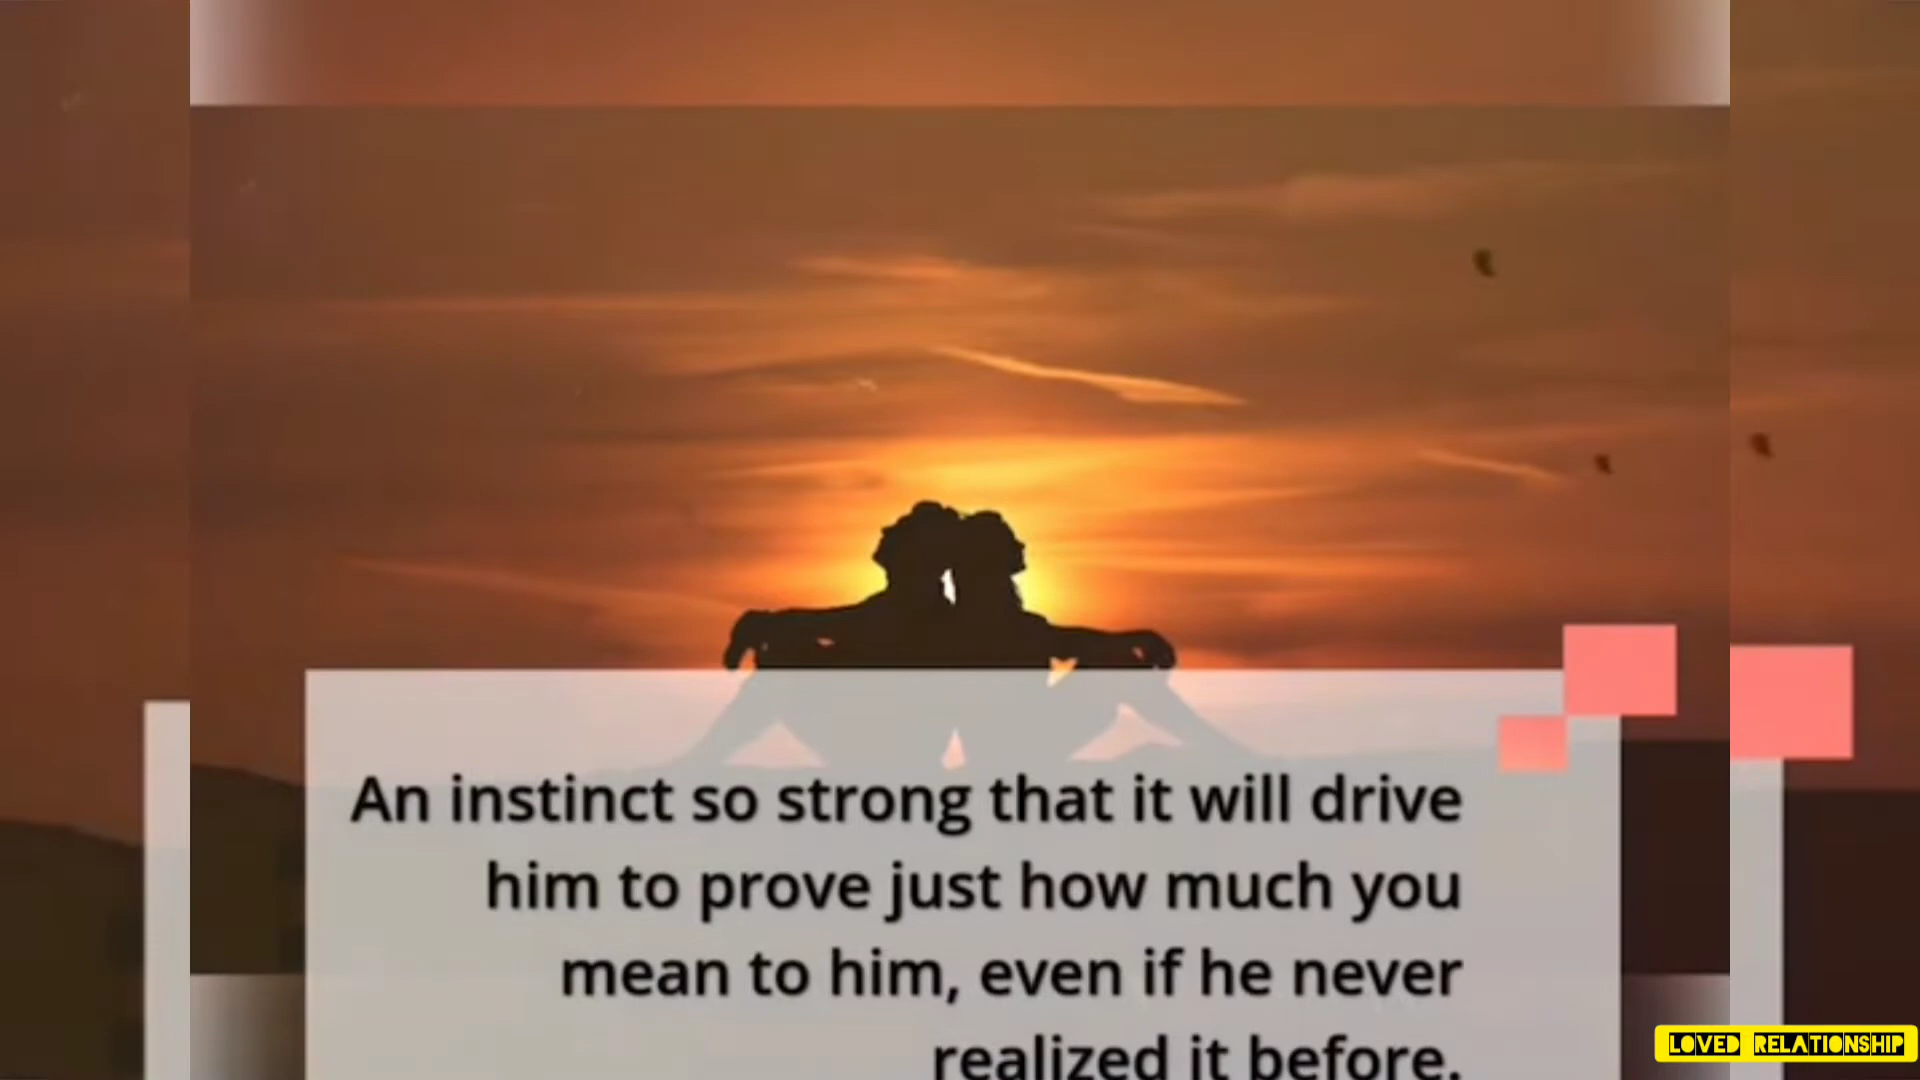 An instinct so strong that it will drive
him to prove just how much you
mean to him, even if he never
realized it before.
LOVED RELATIONSHIP